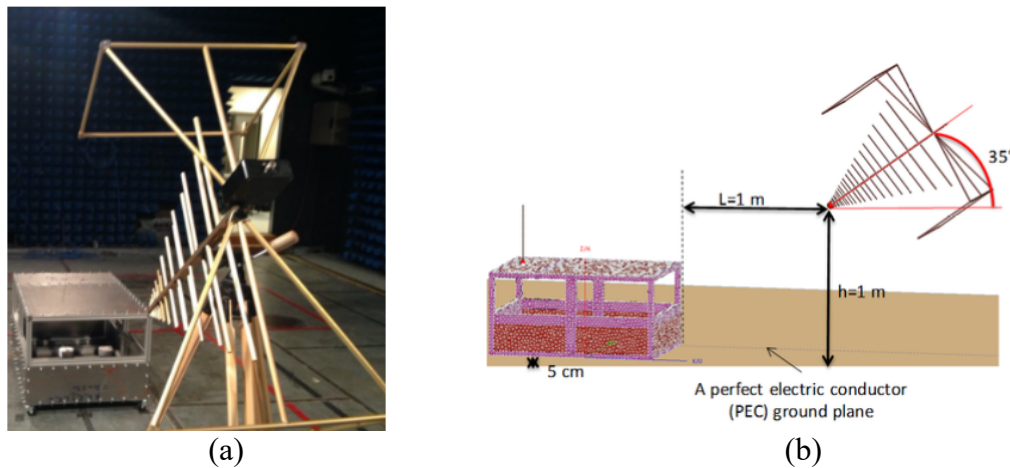 35°
L=1 m
h=1 m
5 cm
A perfect electric conductor
(PEC) ground plane
(a)
(b)